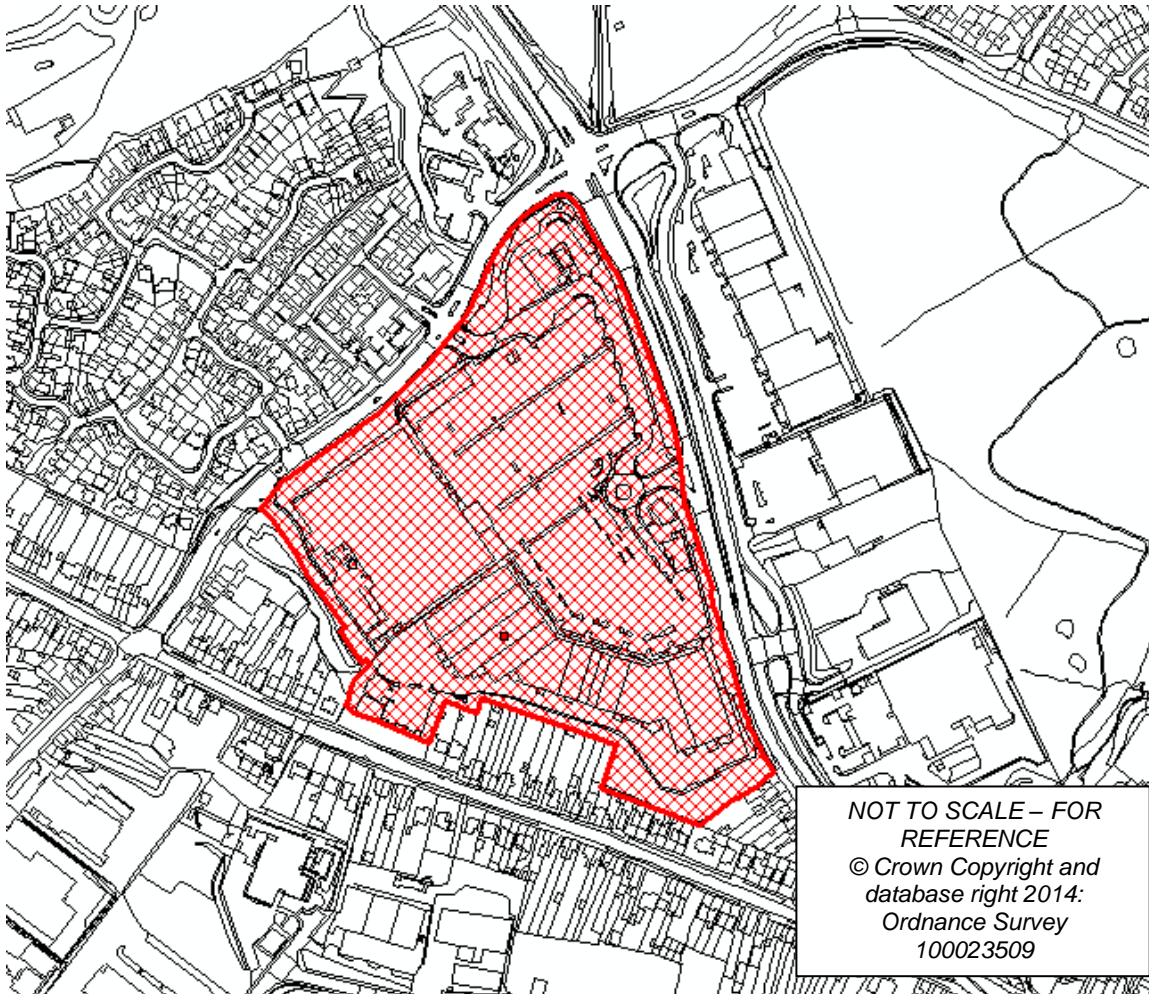 NOT TO SCALE – FOR
REFERENCE
© Crown Copyright and
database right 2014:
Ordnance Survey
100023509